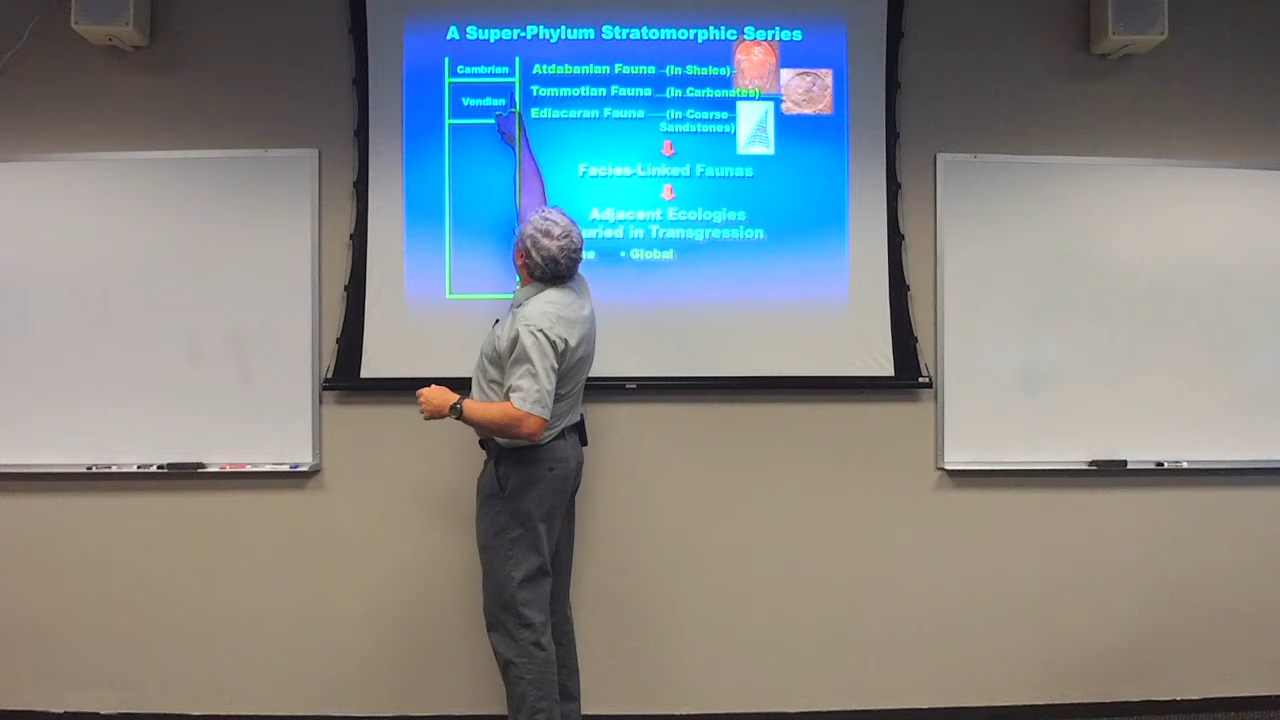 A Super-Phylum Stratomorphic Series
Cambrian
Atdabanian Fauna (In Shales)
Tommotian Fauna (In Carbonates)
Vendian
Ediacaran Fauna (In Coarse
Sandstones)
Facies-Linked Faunas
Adjacent Ecologies
in Transgression
• Global